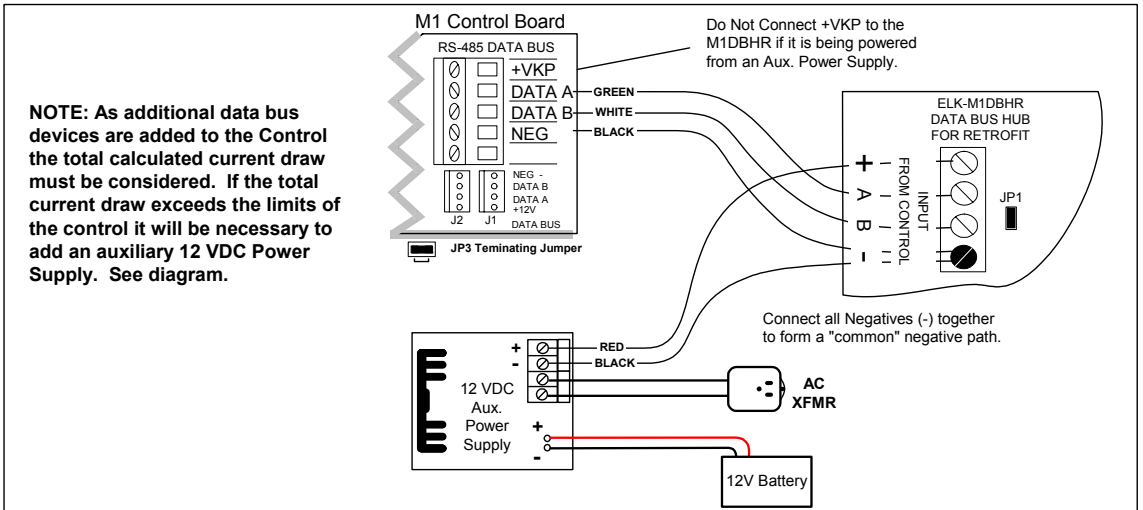 NOTE: As additional data bus
devices are added to the Control
the total calculated current draw
must be considered. If the total
current draw exceeds the limits of
the control it will be necessary to
add an auxiliary 12 VDC Power
Supply. See diagram.
M1 Control Board
RS-485 DATA BUS
+VKP
DATA A
DATA B
NEG
NEG -
DATA B
DATA A
+12V
J2
J1
DATA BUS
JP3 Teminating Jumper
Do Not Connect +VKP to the
M1DBHR if it is being powered
from an Aux. Power Supply.
GREEN
WHITE
BLACK
ELK-M1DBHR
DATA BUS HUB
FOR RETROFIT
+
A
B
-
FROM CONTROL
INPUT
JP1
Connect all Negatives (-) together
to form a "common" negative path.
+
-
RED
BLACK
12 VDC
Aux.
Power
Supply
+
-
AC
XFMR
12V Battery